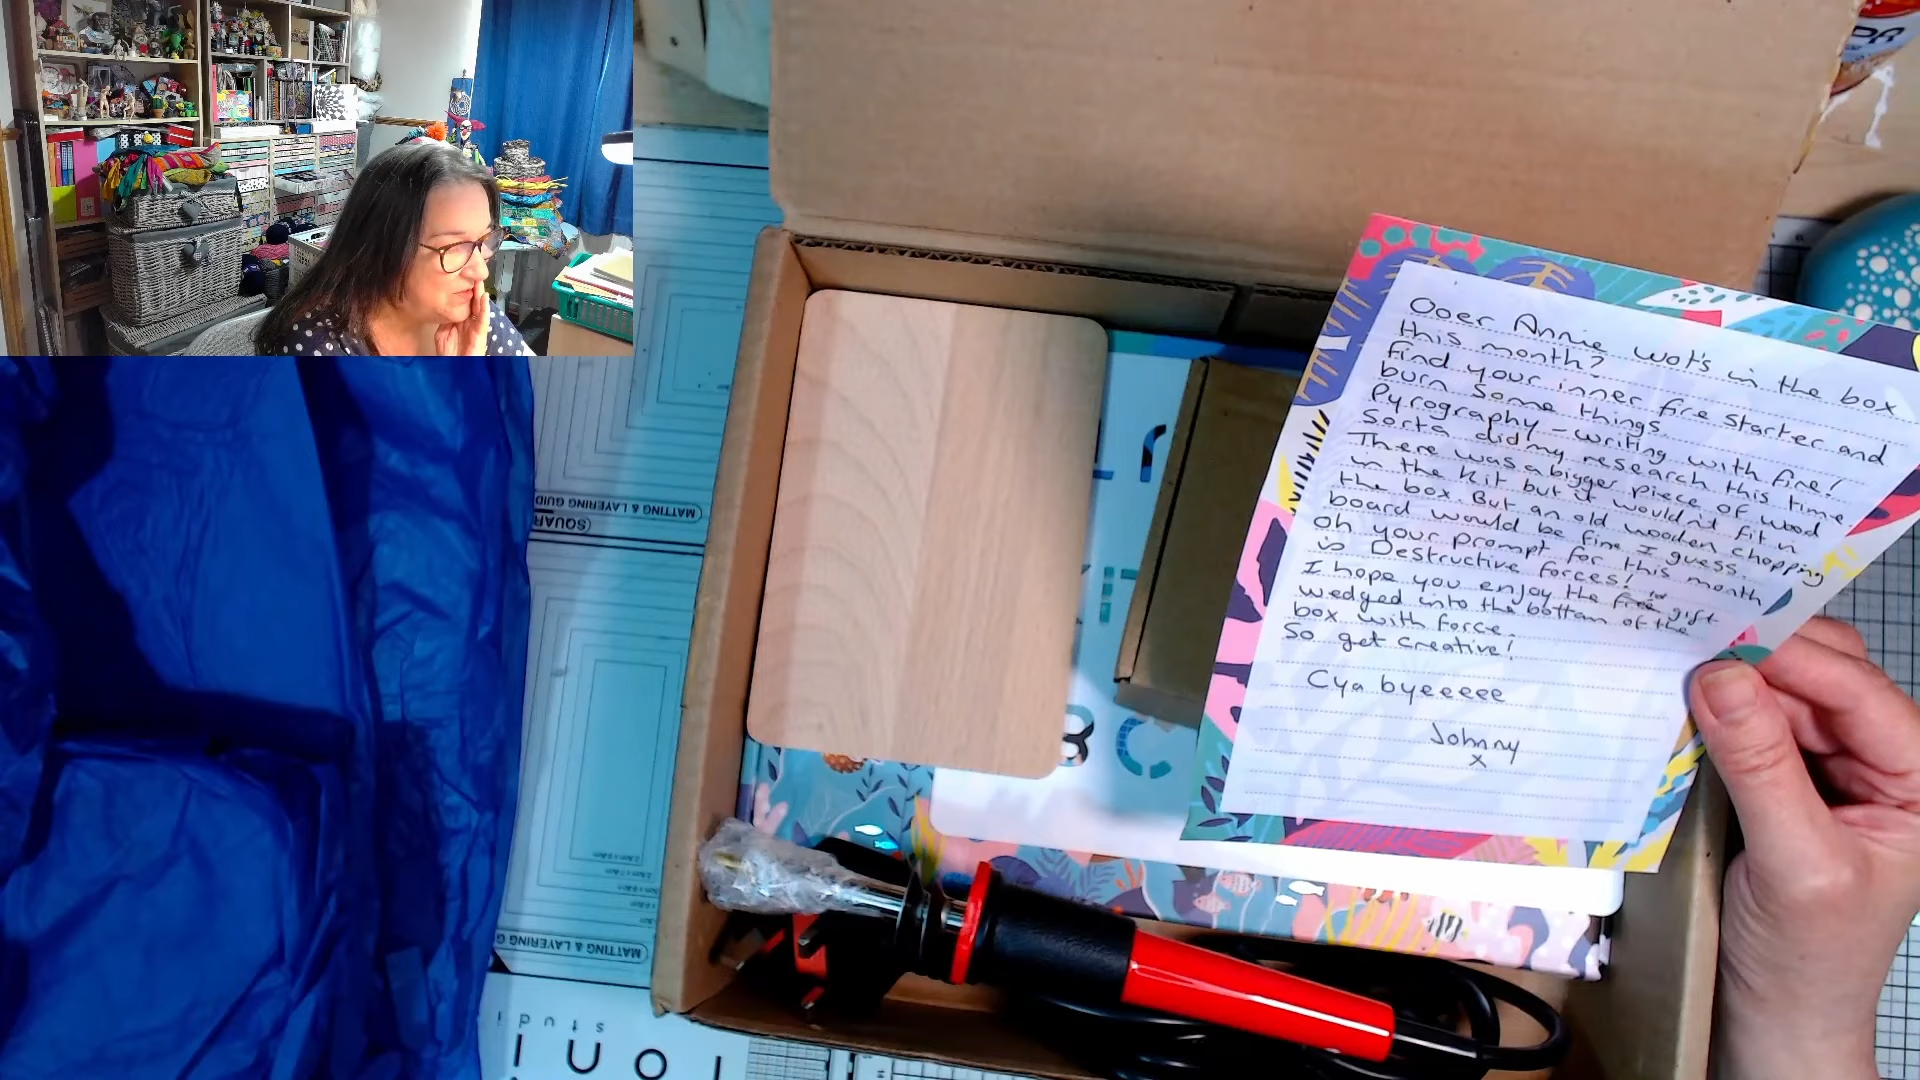 Ooer Annie wot's in the box
this month?
Find your inner fire starter and
burn some things
Pyrography - writing with fire!
Sorta did my research this time.
There was a bigger piece of wood
in the kit but it wouldn't fit in
the box. But an old wooden chopping
board would be fine I guess.
Oh your prompt for this month
is Destructive forces!
I hope you enjoy the gift
wedged into the bottom of the
box with force.
So get creative!
Cya byeeeee
Johnny
x
MATTING & LAYERING GUID
SQUAR
MATTING & LAYERING G
studi